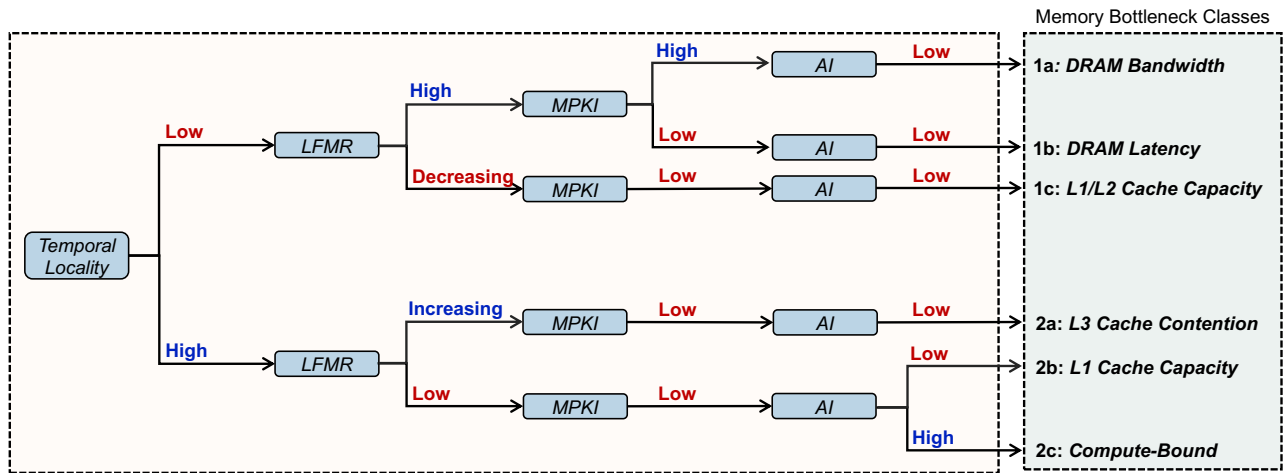 Memory Bottleneck Classes
High
AI
Low
1a: DRAM Bandwidth
High
MPKI
Low
LFMR
Low
AI
Low
1b: DRAM Latency
Decreasing
MPKI
Low
AI
Low
1c: L1/L2 Cache Capacity
Temporal
Locality
Increasing
MPKI
Low
AI
Low
2a: L3 Cache Contention
High
LFMR
Low
2b: L1 Cache Capacity
Low
MPKI
Low
AI
High
2c: Compute-Bound